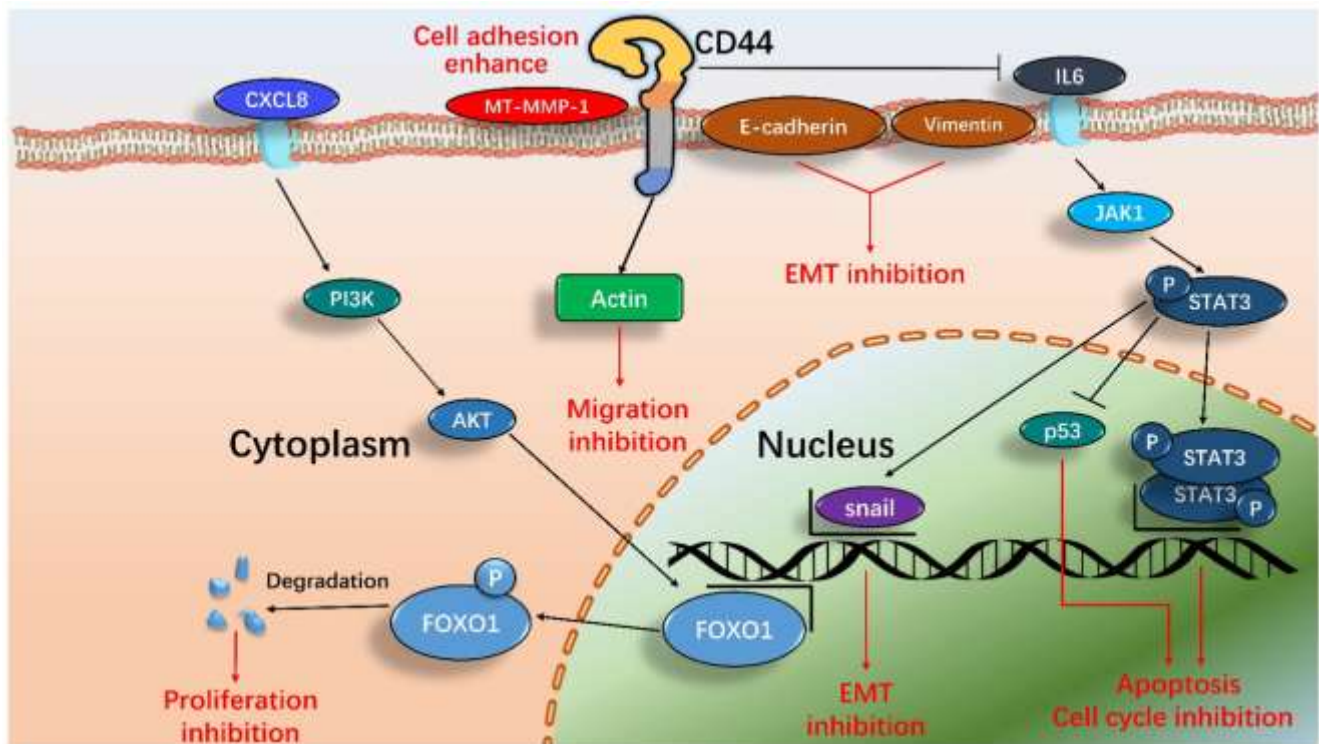 Cell adhesion
enhance
CD44
CXCL8
MT-MMP-1
IL6
E-cadherin
Vimentin
JAK1
EMT inhibition
PI3K
Actin
P
STAT3
AKT
Migration
inhibition
Cytoplasm
Nucleus
p53
P
STAT3
STAT3
P
snail
Degradation
P
FOXO1
FOXO1
Proliferation
inhibition
EMT
inhibition
Apoptosis
Cell cycle inhibition